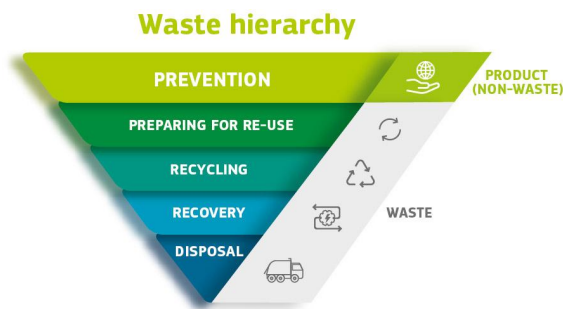 Waste hierarchy
PREVENTION
PRODUCT
(NON-WASTE)
PREPARING FOR RE-USE
RECYCLING
RECOVERY
WASTE
DISPOSAL